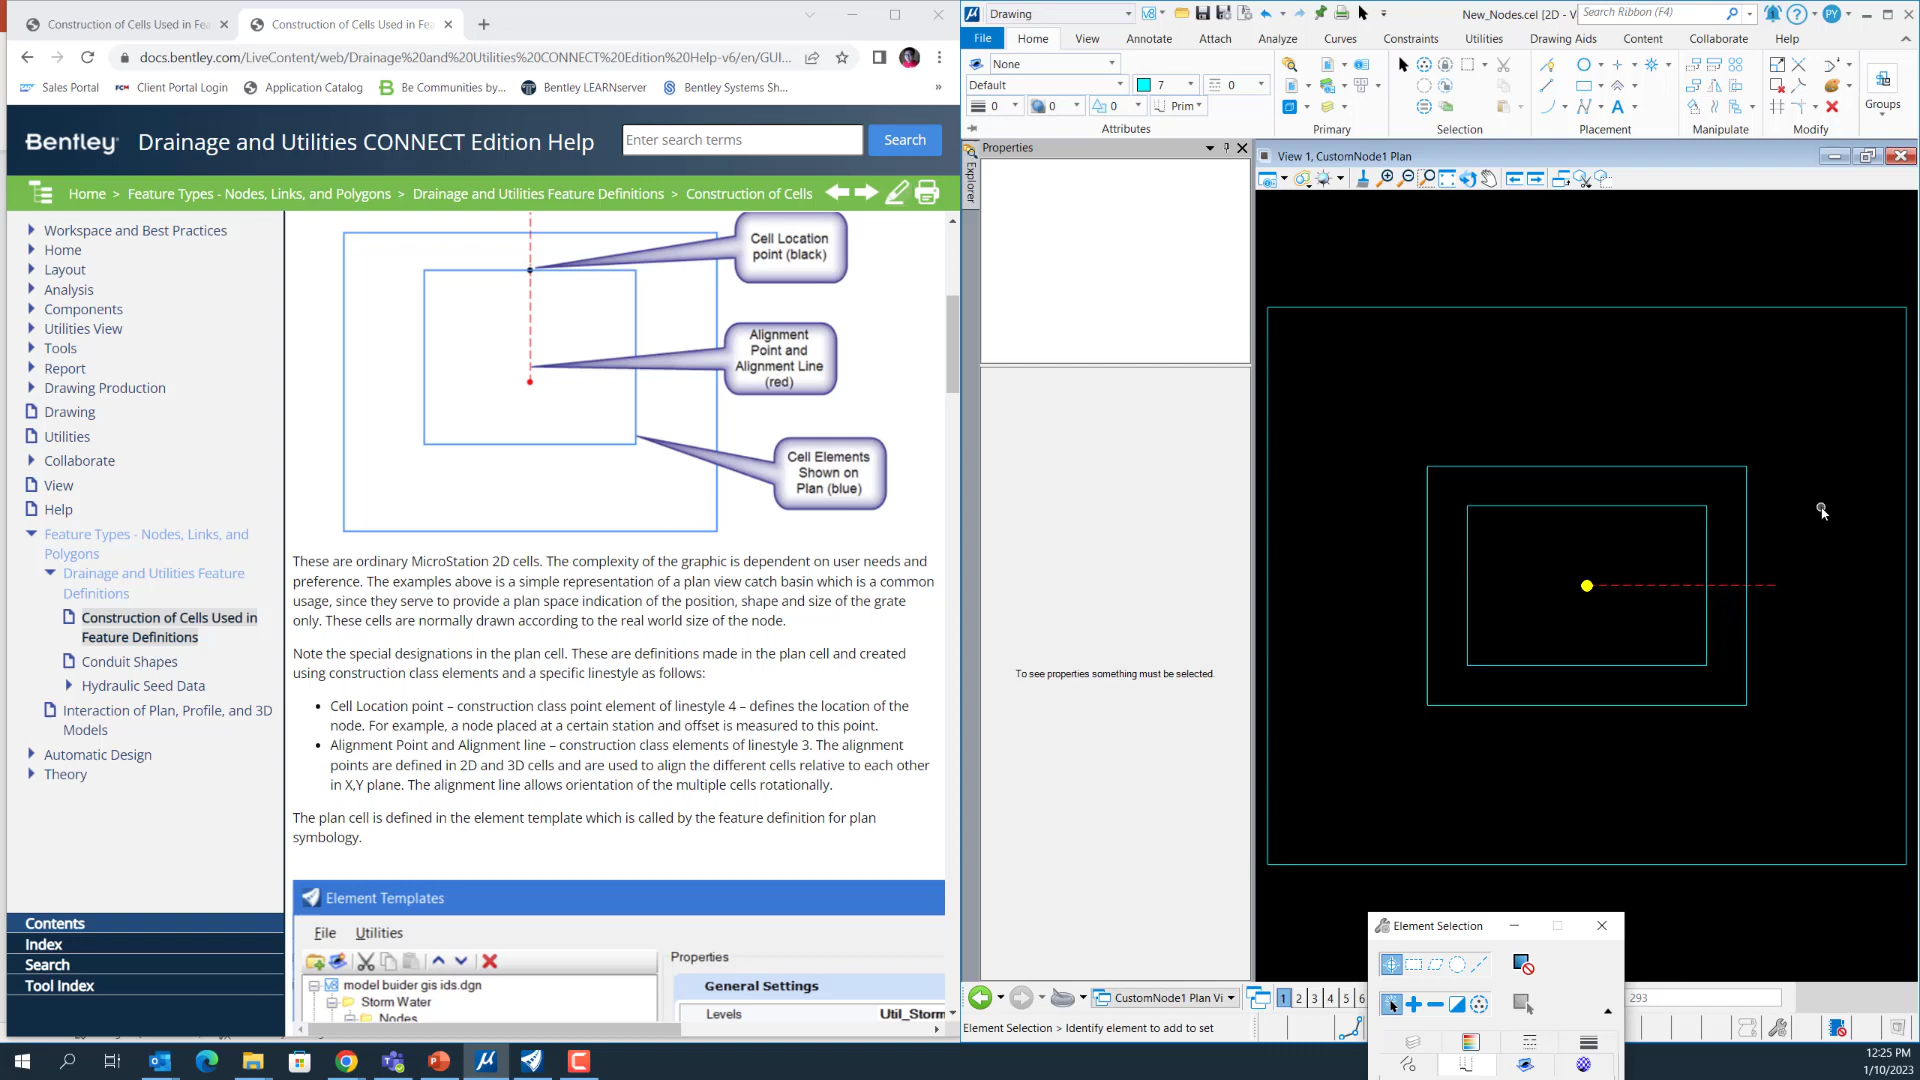 Construction of Cells Used in Fea
Construction of Cells Used in Fea
docs.bentley.com/LiveContent/web/Drainage%20and%20Utilities%20CONNECT%20Edition%20Help-v6/en/GUI...
Sales Portal
Client Portal Login
Application Catalog
Be Communities by...
Bentley LEARNserver
Bentley Systems Sh...
»
Bentley
Drainage and Utilities CONNECT Edition Help
Enter search terms
Search
Home > Feature Types - Nodes, Links, and Polygons > Drainage and Utilities Feature Definitions > Construction of Cells
Workspace and Best Practices
Home
Layout
Analysis
Components
Utilities View
Tools
Report
Drawing Production
Drawing
Utilities
Collaborate
View
Help
Feature Types - Nodes, Links, and
Polygons
Drainage and Utilities Feature
Definitions
Construction of Cells Used in
Feature Definitions
Conduit Shapes
Hydraulic Seed Data
Interaction of Plan, Profile, and 3D
Models
Automatic Design
Theory
Contents
Index
Search
Tool Index
Cell Location
point (black)
Alignment
Point and
Alignment Line
(red)
Cell Elements
Shown on
Plan (blue)
These are ordinary MicroStation 2D cells. The complexity of the graphic is dependent on user needs and
preference. The examples above is a simple representation of a plan view catch basin which is a common
usage, since they serve to provide a plan space indication of the position, shape and size of the grate
only. These cells are normally drawn according to the real world size of the node.
Note the special designations in the plan cell. These are definitions made in the plan cell and created
using construction class elements and a specific linestyle as follows:
• Cell Location point – construction class point element of linestyle 4 – defines the location of the
node. For example, a node placed at a certain station and offset is measured to this point.
• Alignment Point and Alignment line – construction class elements of linestyle 3. The alignment
points are defined in 2D and 3D cells and are used to align the different cells relative to each other
in X,Y plane. The alignment line allows orientation of the multiple cells rotationally.
The plan cell is defined in the element template which is called by the feature definition for plan
symbology.
Element Templates
File Utilities
model buider gis ids.dgn
Storm Water
Nodes
Properties
General Settings
Levels Util_Storm
Drawing
New_Nodes.cel [2D - V
Search Ribbon (F4)
PY
File Home View Annotate Attach Analyze Curves Constraints Utilities Drawing Aids Content Collaborate Help
None
Default
7
0
0
0
0
Prim
Attributes
Primary
Selection
Placement
Manipulate
Modify
Groups
Explorer
Properties
To see properties something must be selected.
View 1, CustomNode1 Plan
Element Selection
CustomNode1 Plan Vi
1 2 3 4 5 6
293
Element Selection > Identify element to add to set
12:25 PM
1/10/2023